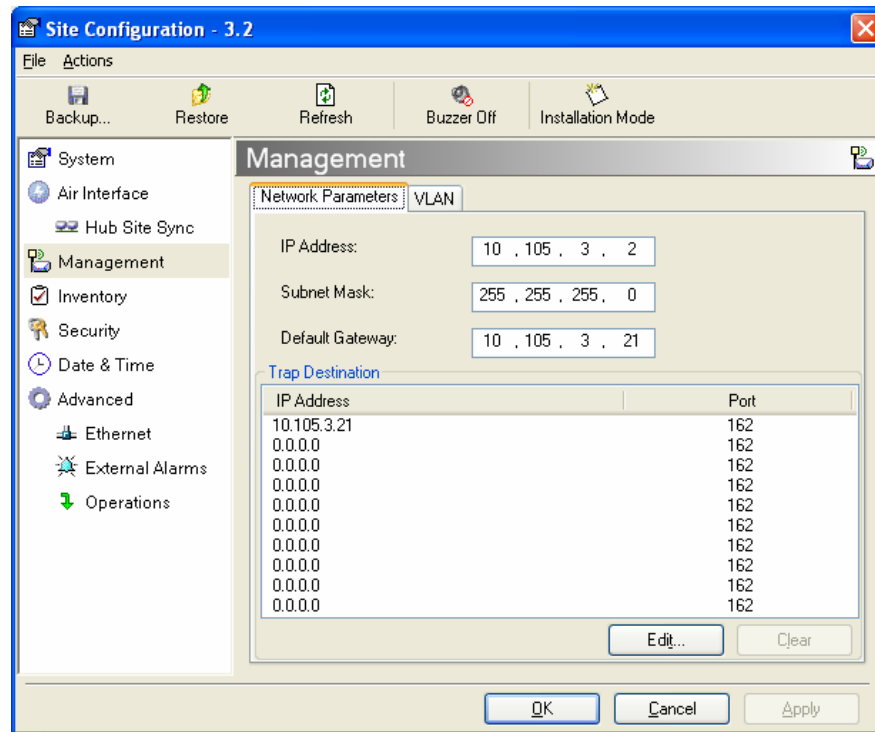 Site Configuration - 3.2
File Actions
Backup... Restore Refresh Buzzer Off Installation Mode
System
Air Interface
Hub Site Sync
Management
Inventory
Security
Date & Time
Advanced
Ethernet
External Alarms
Operations
Management
Network Parameters VLAN
IP Address: 10 . 105 . 3 . 2
Subnet Mask: 255 . 255 . 255 . 0
Default Gateway: 10 . 105 . 3 . 21
Trap Destination
IP Address Port
10.105.3.21 162
0.0.0.0 162
0.0.0.0 162
0.0.0.0 162
0.0.0.0 162
0.0.0.0 162
0.0.0.0 162
0.0.0.0 162
0.0.0.0 162
0.0.0.0 162
Edit... Clear
OK Cancel Apply